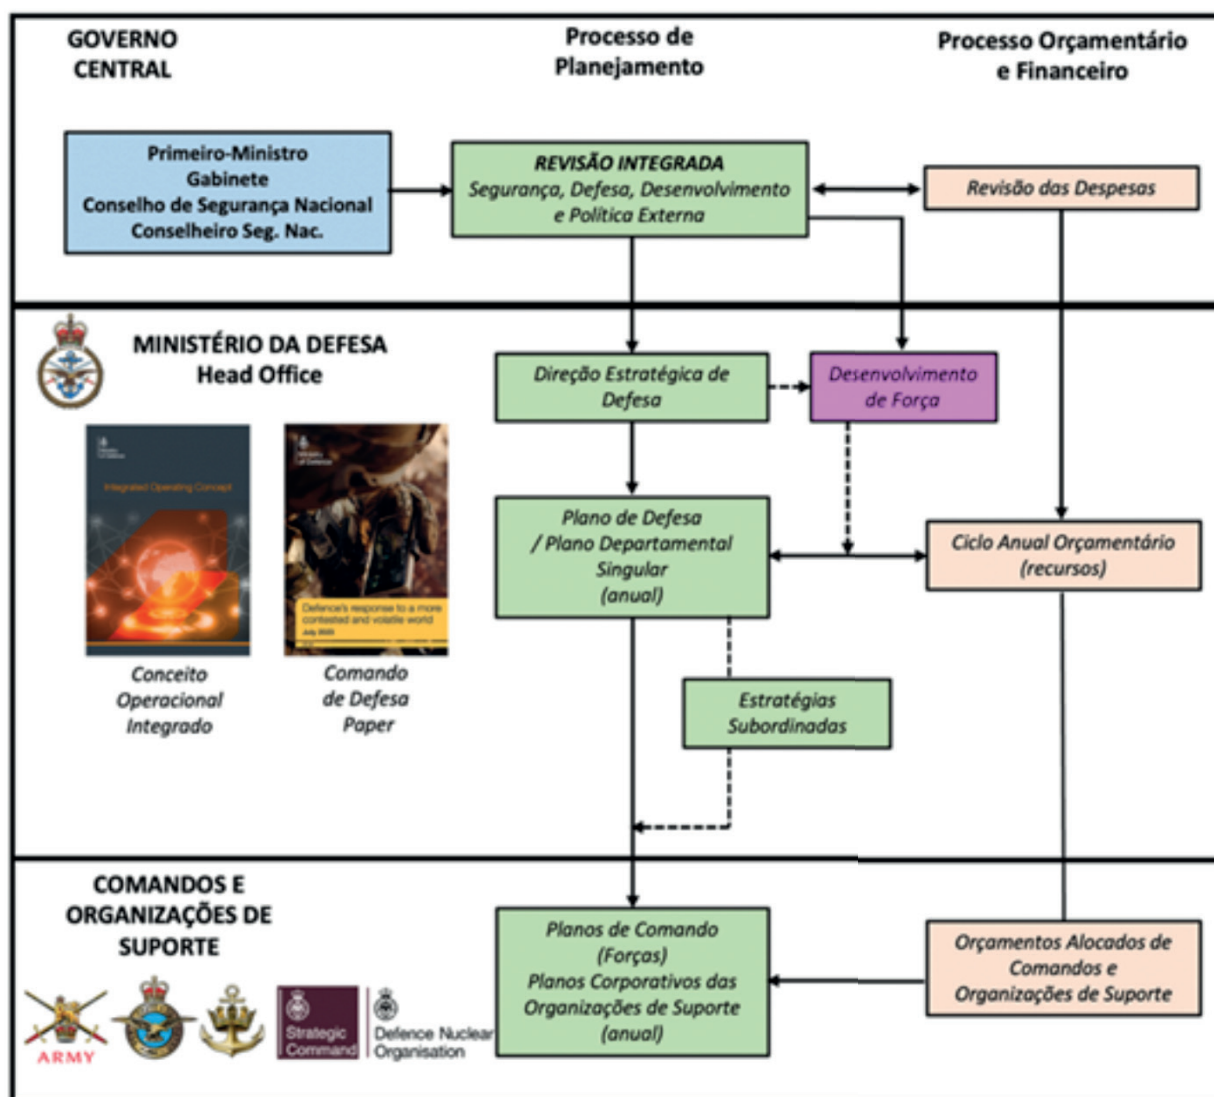 GOVERNO
CENTRAL
Processo de
Planejamento
Processo Orçamentário
e Financeiro
Primeiro-Ministro
Gabinete
Conselho de Segurança Nacional
Conselheiro Seg. Nac.
REVISÃO INTEGRADA
Segurança, Defesa, Desenvolvimento
e Política Externa
Revisão das Despesas
MINISTÉRIO DA DEFESA
Head Office
Direção Estratégica de
Defesa
Desenvolvimento
de Força
Integrated Operating Concept
Ministry
of Defence
Defence's response to a more
contested and volatile world
July 2023
Conceito
Operacional
Integrado
Comando
de Defesa
Paper
Plano de Defesa
/ Plano Departamental
Singular
(anual)
Ciclo Anual Orçamentário
(recursos)
Estratégias
Subordinadas
COMANDOS E
ORGANIZAÇÕES DE
SUPORTE
ARMY
Strategic
Command
Defence Nuclear
Organisation
Planos de Comando
(Forças)
Planos Corporativos das
Organizações de Suporte
(anual)
Orçamentos Alocados de
Comandos e
Organizações de Suporte